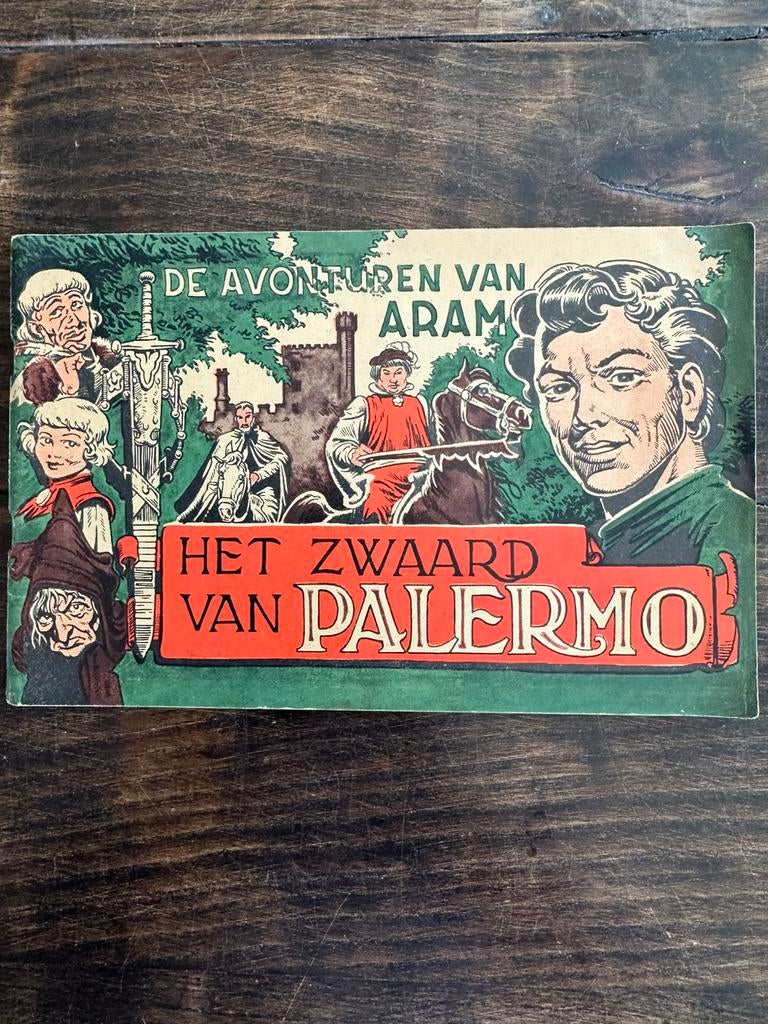 DE AVONTUREN VAN
ARAM
HET ZWAARD
VAN PALERMO